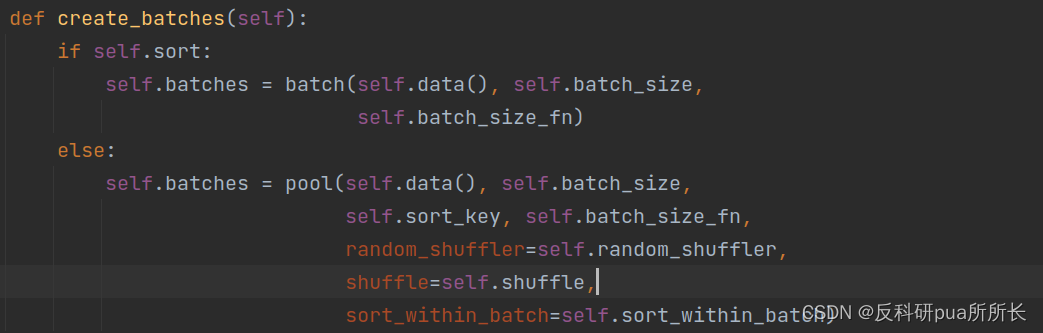 def create_batches(self):
    if self.sort:
        self.batches = batch(self.data(), self.batch_size,
                             self.batch_size_fn)
    else:
        self.batches = pool(self.data(), self.batch_size,
                            self.sort_key, self.batch_size_fn,
                            random_shuffler=self.random_shuffler,
                            shuffle=self.shuffle,
                            sort_within_batch=self.sort_within_batch)
CSDN @反科研pua所所长